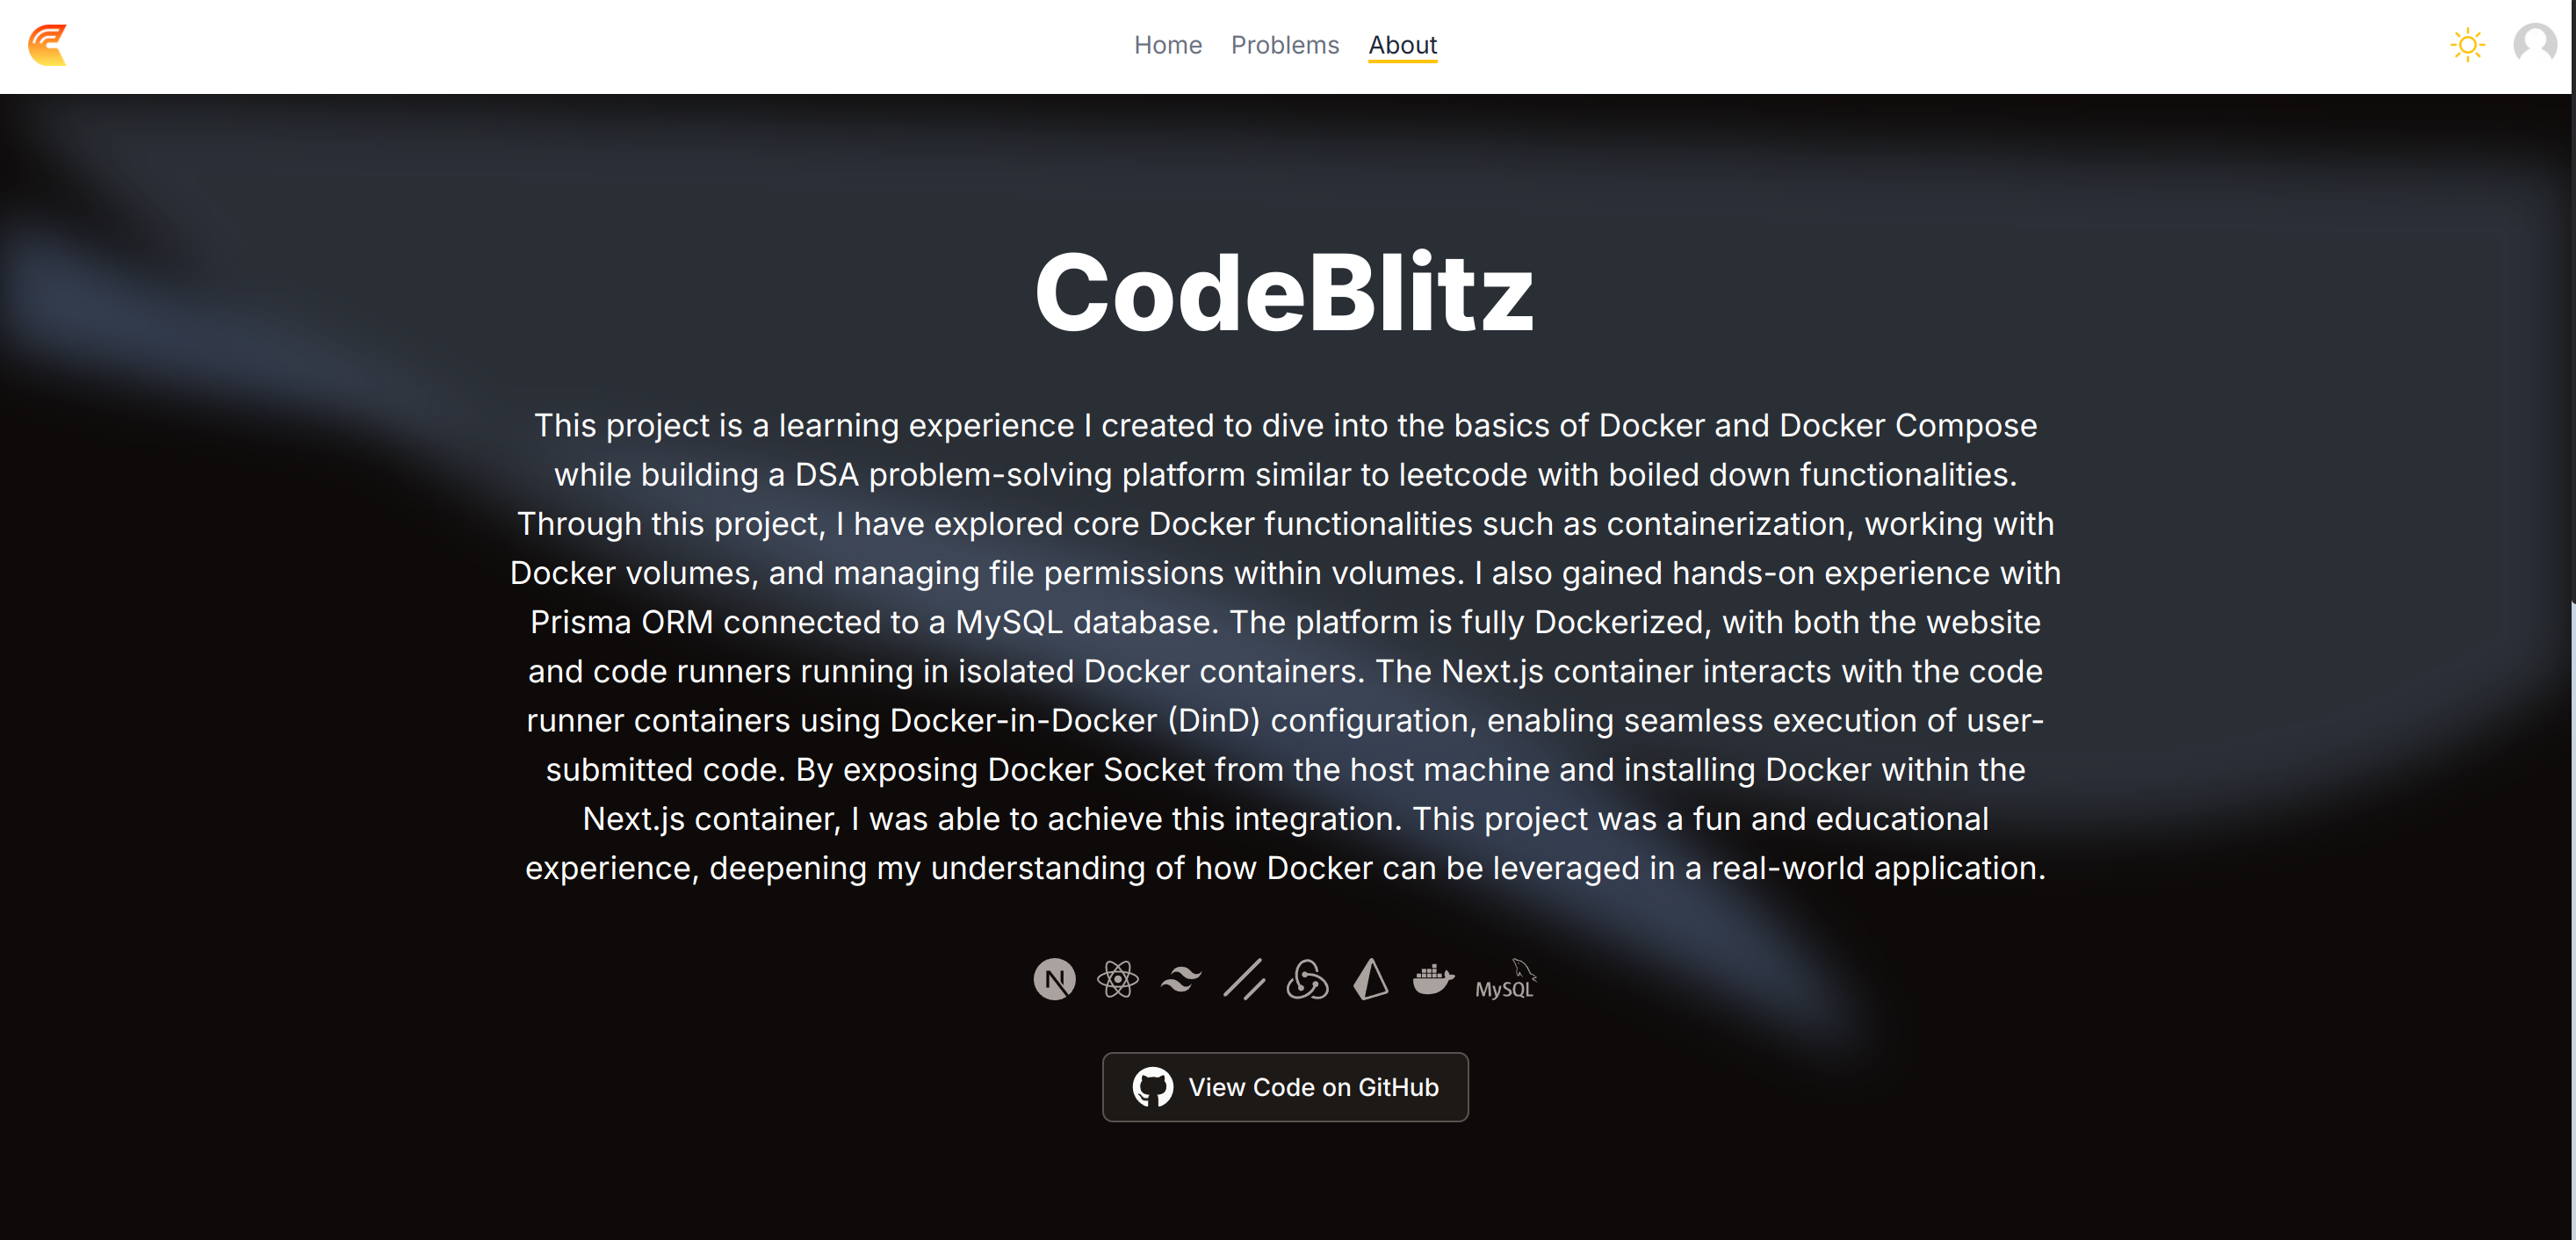 Home Problems About
CodeBlitz
This project is a learning experience I created to dive into the basics of Docker and Docker Compose
while building a DSA problem-solving platform similar to leetcode with boiled down functionalities.
Through this project, I have explored core Docker functionalities such as containerization, working with
Docker volumes, and managing file permissions within volumes. I also gained hands-on experience with
Prisma ORM connected to a MySQL database. The platform is fully Dockerized, with both the website
and code runners running in isolated Docker containers. The Next.js container interacts with the code
runner containers using Docker-in-Docker (DinD) configuration, enabling seamless execution of user-
submitted code. By exposing Docker Socket from the host machine and installing Docker within the
Next.js container, I was able to achieve this integration. This project was a fun and educational
experience, deepening my understanding of how Docker can be leveraged in a real-world application.
N MySQL
View Code on GitHub